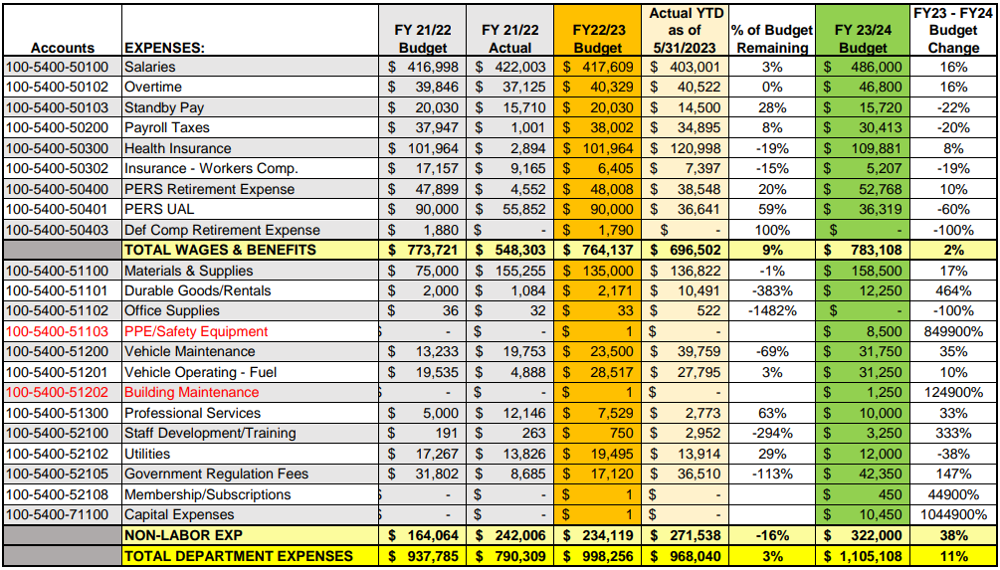 Accounts EXPENSES: FY 21/22 Budget FY 21/22 Actual FY22/23 Budget Actual YTD as of 5/31/2023 % of Budget Remaining FY 23/24 Budget FY23 - FY24 Budget Change
100-5400-50100 Salaries $ 416,998 $ 422,003 $ 417,609 $ 403,001 3% $ 486,000 16%
100-5400-50102 Overtime $ 39,846 $ 37,125 $ 40,329 $ 40,522 0% $ 46,800 16%
100-5400-50103 Standby Pay $ 20,030 $ 15,710 $ 20,030 $ 14,500 28% $ 15,720 -22%
100-5400-50200 Payroll Taxes $ 37,947 $ 1,001 $ 38,002 $ 34,895 8% $ 30,413 -20%
100-5400-50300 Health Insurance $ 101,964 $ 2,894 $ 101,964 $ 120,998 -19% $ 109,881 8%
100-5400-50302 Insurance - Workers Comp. $ 17,157 $ 9,165 $ 6,405 $ 7,397 -15% $ 5,207 -19%
100-5400-50400 PERS Retirement Expense $ 47,899 $ 4,552 $ 48,008 $ 38,548 20% $ 52,768 10%
100-5400-50401 PERS UAL $ 90,000 $ 55,852 $ 90,000 $ 36,641 59% $ 36,319 -60%
100-5400-50403 Def Comp Retirement Expense $ 1,880 $ - $ 1,790 $ - 100% $ - -100%
TOTAL WAGES & BENEFITS $ 773,721 $ 548,303 $ 764,137 $ 696,502 9% $ 783,108 2%
100-5400-51100 Materials & Supplies $ 75,000 $ 155,255 $ 135,000 $ 136,822 -1% $ 158,500 17%
100-5400-51101 Durable Goods/Rentals $ 2,000 $ 1,084 $ 2,171 $ 10,491 -383% $ 12,250 464%
100-5400-51102 Office Supplies $ 36 $ 32 $ 33 $ 522 -1482% $ - -100%
100-5400-51103 PPE/Safety Equipment $ - $ - $ 1 $ - $ 8,500 849900%
100-5400-51200 Vehicle Maintenance $ 13,233 $ 19,753 $ 23,500 $ 39,759 -69% $ 31,750 35%
100-5400-51201 Vehicle Operating - Fuel $ 19,535 $ 4,888 $ 28,517 $ 27,795 3% $ 31,250 10%
100-5400-51202 Building Maintenance $ - $ - $ 1 $ - $ 1,250 124900%
100-5400-51300 Professional Services $ 5,000 $ 12,146 $ 7,529 $ 2,773 63% $ 10,000 33%
100-5400-52100 Staff Development/Training $ 191 $ 263 $ 750 $ 2,952 -294% $ 3,250 333%
100-5400-52102 Utilities $ 17,267 $ 13,826 $ 19,495 $ 13,914 29% $ 12,000 -38%
100-5400-52105 Government Regulation Fees $ 31,802 $ 8,685 $ 17,120 $ 36,510 -113% $ 42,350 147%
100-5400-52108 Membership/Subscriptions $ - $ - $ 1 $ - $ 450 44900%
100-5400-71100 Capital Expenses $ - $ - $ 1 $ - $ 10,450 1044900%
NON-LABOR EXP $ 164,064 $ 242,006 $ 234,119 $ 271,538 -16% $ 322,000 38%
TOTAL DEPARTMENT EXPENSES $ 937,785 $ 790,309 $ 998,256 $ 968,040 3% $ 1,105,108 11%